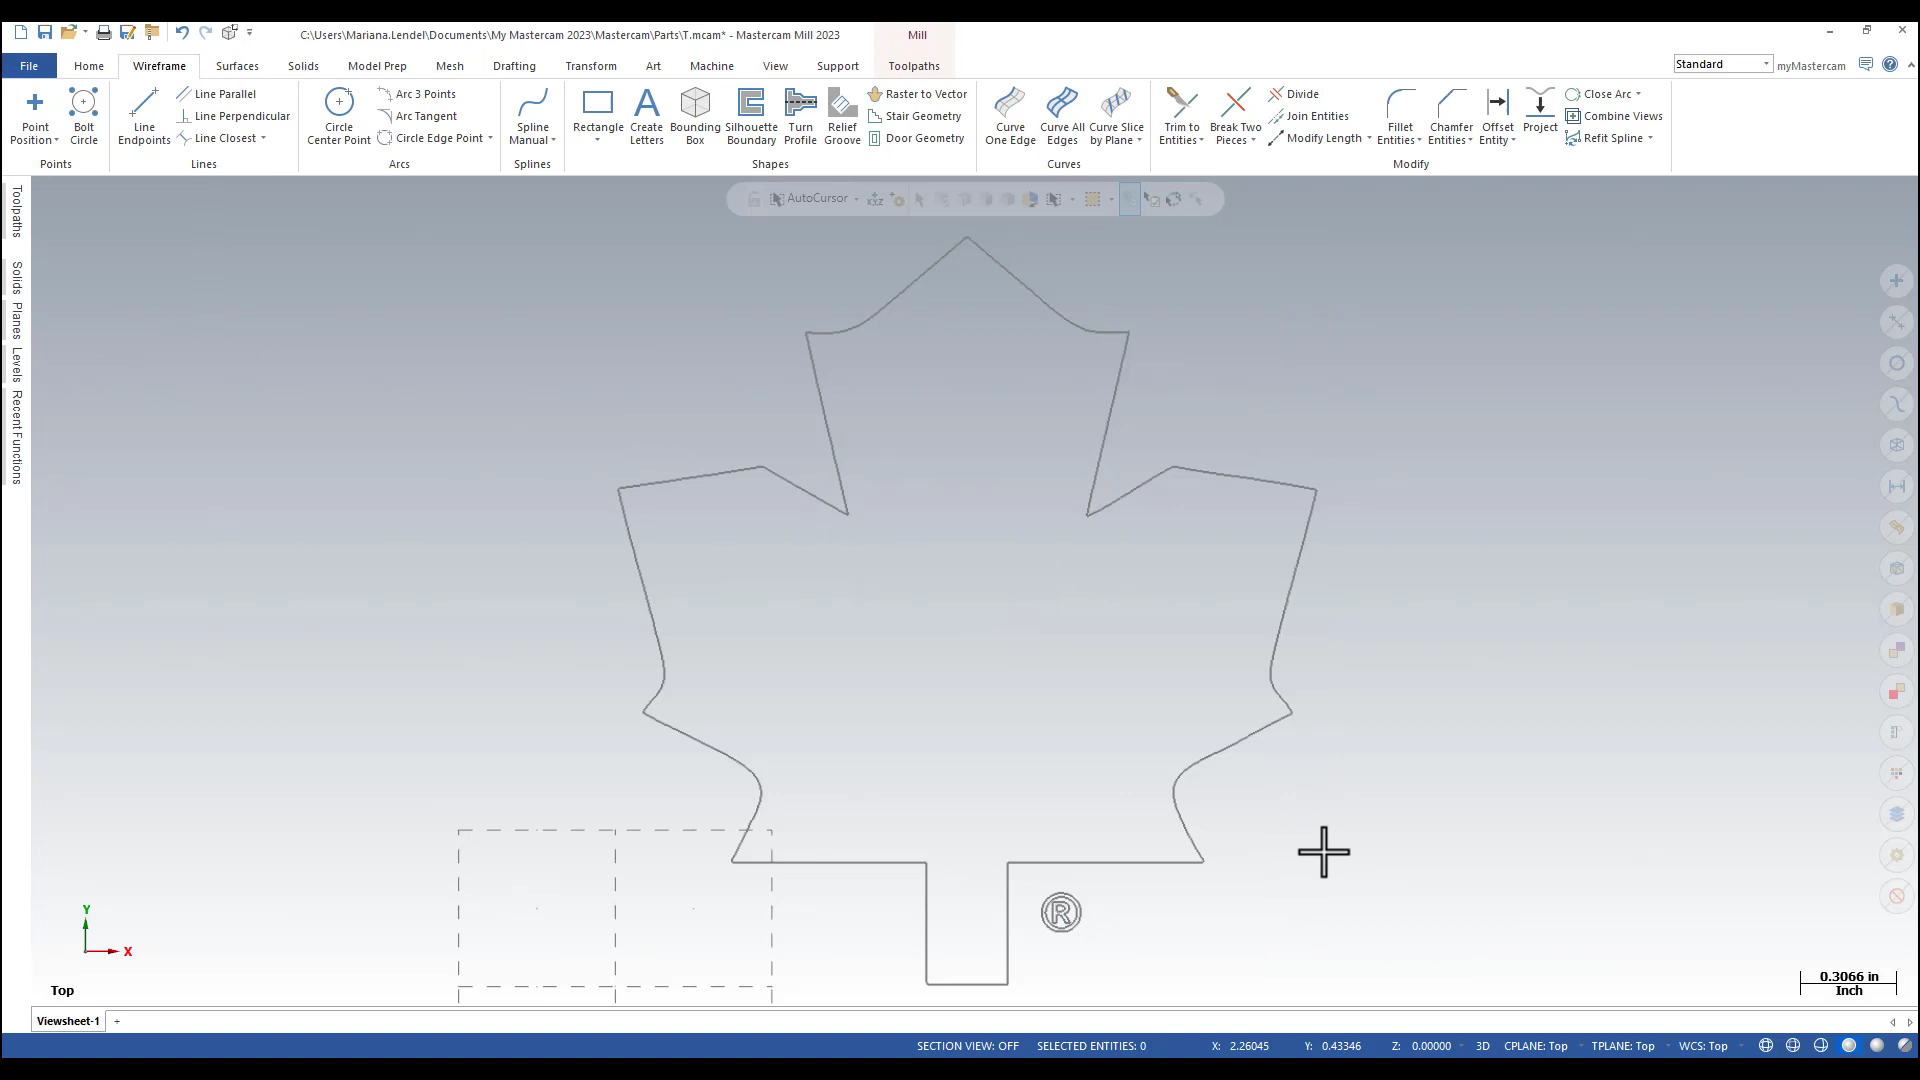 C:\Users\Mariana.Lendel\Documents\My Mastercam 2023\Mastercam\Parts\T.mcam* - Mastercam Mill 2023
Mill
File Home Wireframe Surfaces Solids Model Prep Mesh Drafting Transform Art Machine View Support Toolpaths
Standard myMastercam
Point Position
Bolt Circle
Points
Line Endpoints
Line Parallel
Line Perpendicular
Line Closest
Lines
Circle Center Point
Arc 3 Points
Arc Tangent
Circle Edge Point
Arcs
Spline Manual
Splines
Rectangle
Create Letters
Bounding Box
Silhouette Boundary
Turn Profile
Relief Groove
Raster to Vector
Stair Geometry
Door Geometry
Shapes
Curve One Edge
Curve All Edges
Curve Slice by Plane
Curves
Trim to Entities
Break Two Pieces
Divide
Join Entities
Modify Length
Fillet Entities
Chamfer Entities
Offset Entity
Project
Close Arc
Combine Views
Refit Spline
Modify
Toolpaths
Solids
Planes
Levels
Recent Functions
AutoCursor
XYZ
®
Y
X
Top
0.3066 in
Inch
Viewsheet-1 +
SECTION VIEW: OFF SELECTED ENTITIES: 0 X: 2.26045 Y: 0.43346 Z: 0.00000 3D CPLANE: Top TPLANE: Top WCS: Top